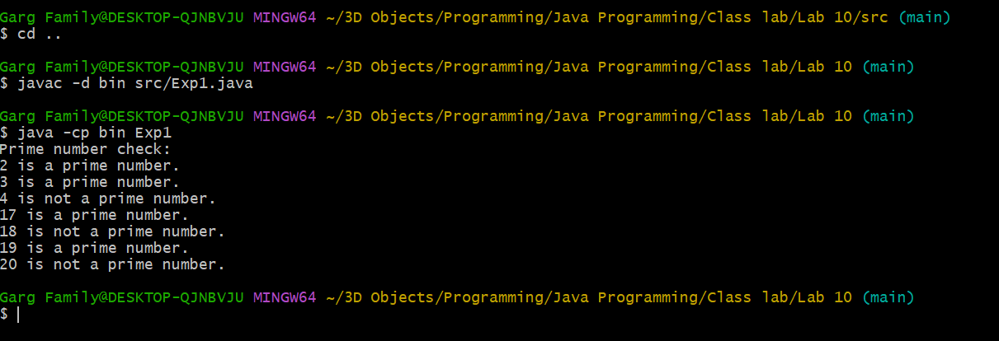 Garg Family@DESKTOP-QJNBVJU MINGW64 ~/3D Objects/Programming/Java Programming/Class lab/Lab 10/src (main)
$ cd ..
Garg Family@DESKTOP-QJNBVJU MINGW64 ~/3D Objects/Programming/Java Programming/Class lab/Lab 10 (main)
$ javac -d bin src/Exp1.java
Garg Family@DESKTOP-QJNBVJU MINGW64 ~/3D Objects/Programming/Java Programming/Class lab/Lab 10 (main)
$ java -cp bin Exp1
Prime number check:
2 is a prime number.
3 is a prime number.
4 is not a prime number.
17 is a prime number.
18 is not a prime number.
19 is a prime number.
20 is not a prime number.
Garg Family@DESKTOP-QJNBVJU MINGW64 ~/3D Objects/Programming/Java Programming/Class lab/Lab 10 (main)
$